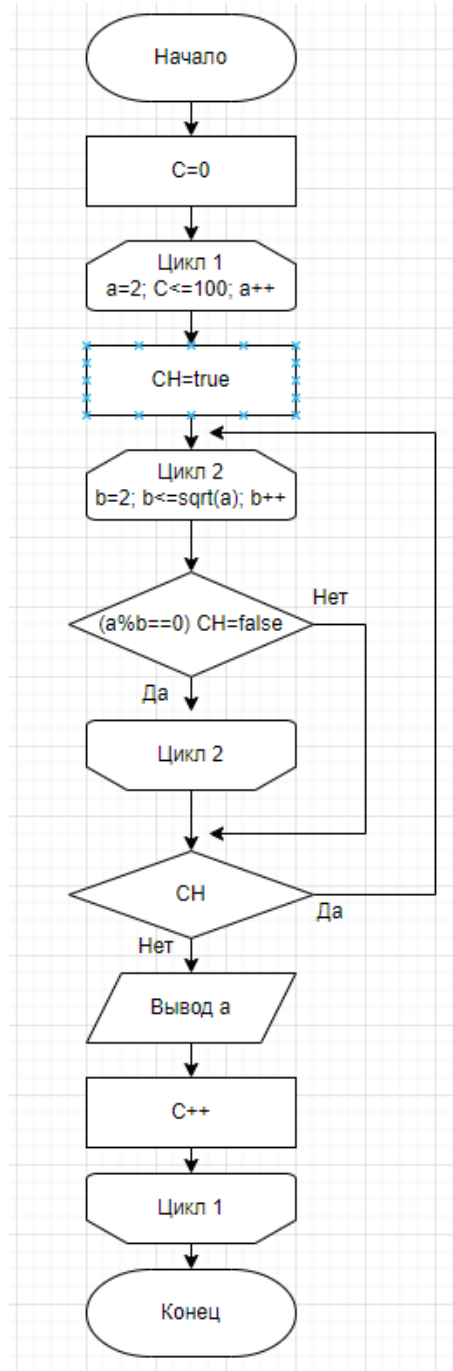 Начало
C=0
Цикл 1
a=2; C<=100; a++
CH=true
Цикл 2
b=2; b<=sqrt(a); b++
(a%b==0) CH=false
Нет
Да
Цикл 2
CH
Да
Нет
Вывод a
C++
Цикл 1
Конец